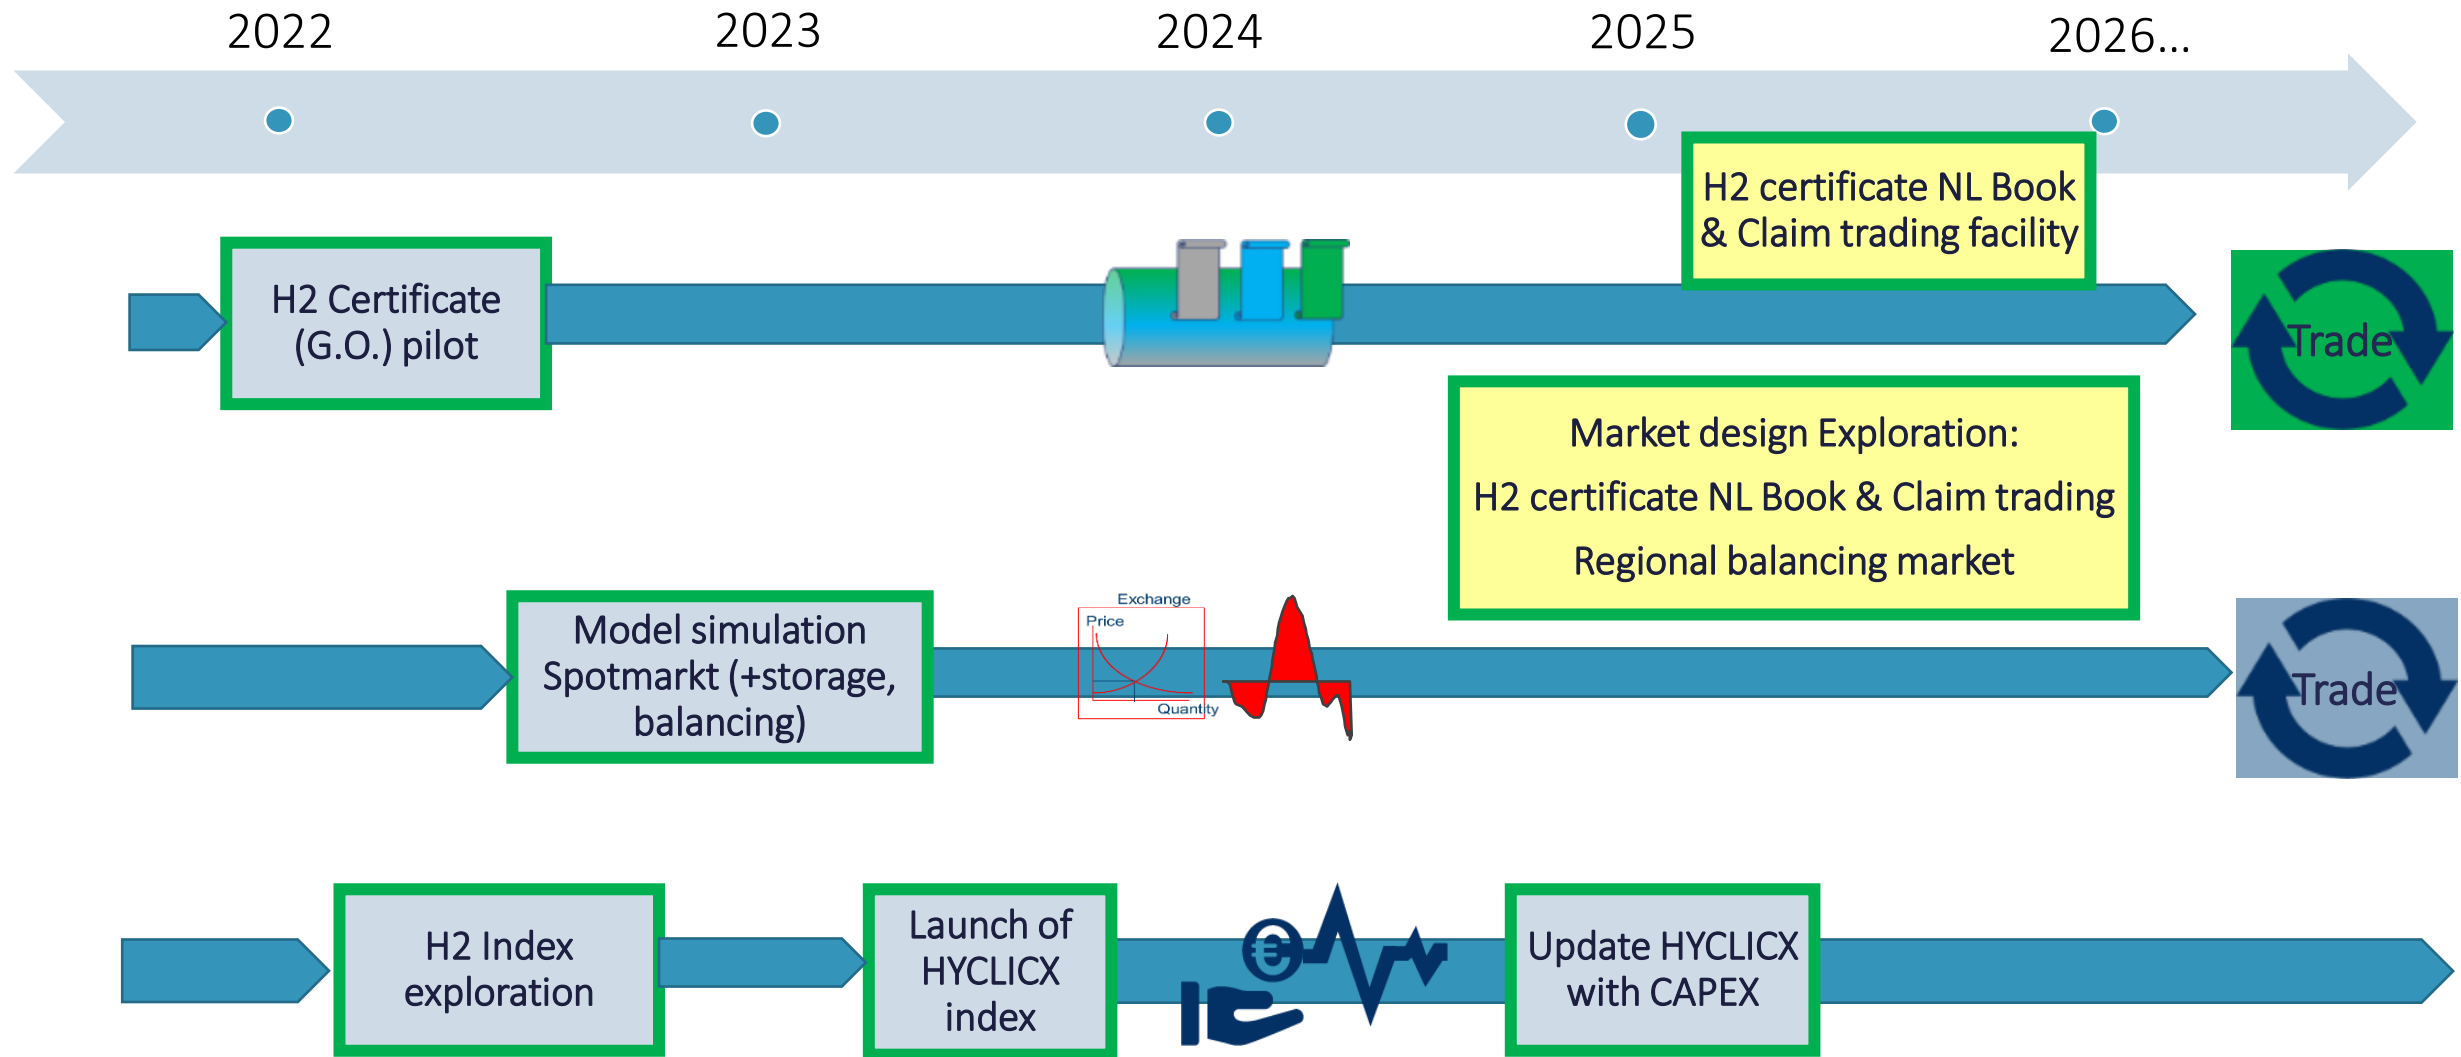 2022
2023
2024
2025
2026...
H2 certificate NL Book
& Claim trading facility
H2 Certificate
(G.O.) pilot
Trade
Market design Exploration:
H2 certificate NL Book & Claim trading
Regional balancing market
Model simulation
Spotmarkt (+storage,
balancing)
Exchange
Price
Quantity
Trade
H2 Index
exploration
Launch of
HYCLICX
index
€
Update HYCLICX
with CAPEX